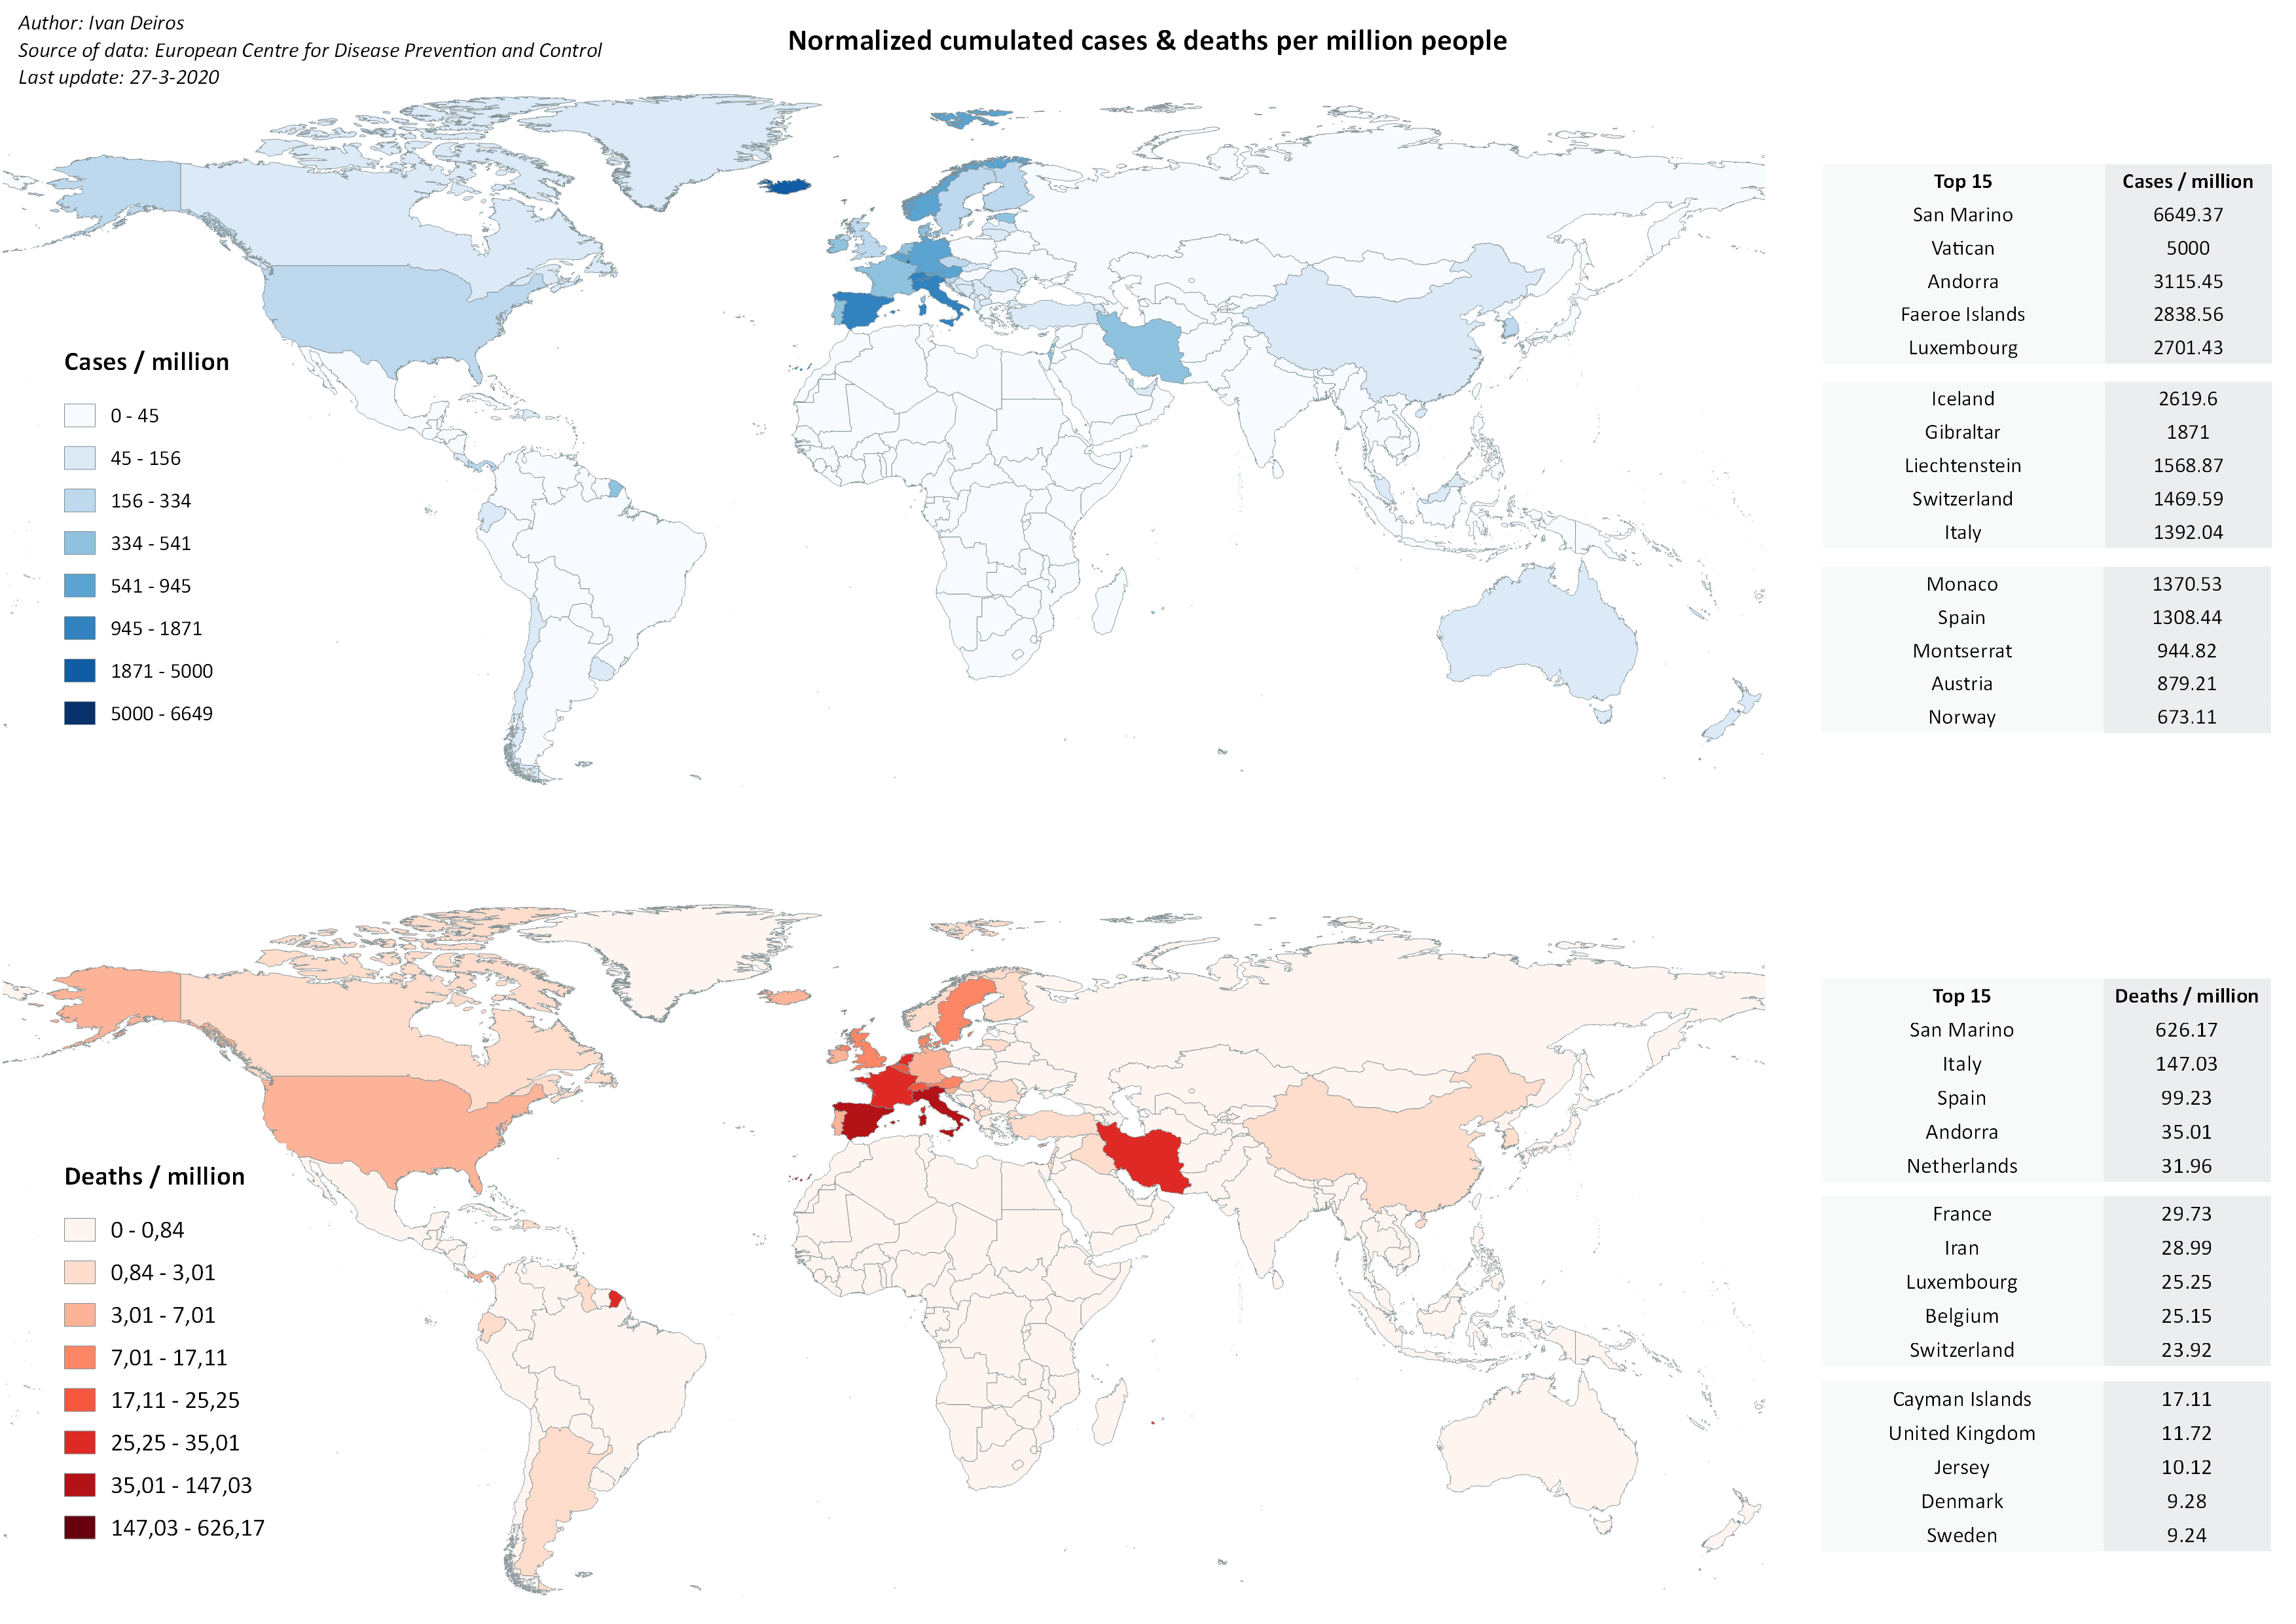 Author: Ivan Deiros
Source of data: European Centre for Disease Prevention and Control
Last update: 27-3-2020
Normalized cumulated cases & deaths per million people
Cases / million
0 - 45
45 - 156
156 - 334
334 - 541
541 - 945
945 - 1871
1871 - 5000
5000 - 6649
Top 15 Cases / million
San Marino 6649.37
Vatican 5000
Andorra 3115.45
Faeroe Islands 2838.56
Luxembourg 2701.43
Iceland 2619.6
Gibraltar 1871
Liechtenstein 1568.87
Switzerland 1469.59
Italy 1392.04
Monaco 1370.53
Spain 1308.44
Montserrat 944.82
Austria 879.21
Norway 673.11
Deaths / million
0 - 0,84
0,84 - 3,01
3,01 - 7,01
7,01 - 17,11
17,11 - 25,25
25,25 - 35,01
35,01 - 147,03
147,03 - 626,17
Top 15 Deaths / million
San Marino 626.17
Italy 147.03
Spain 99.23
Andorra 35.01
Netherlands 31.96
France 29.73
Iran 28.99
Luxembourg 25.25
Belgium 25.15
Switzerland 23.92
Cayman Islands 17.11
United Kingdom 11.72
Jersey 10.12
Denmark 9.28
Sweden 9.24